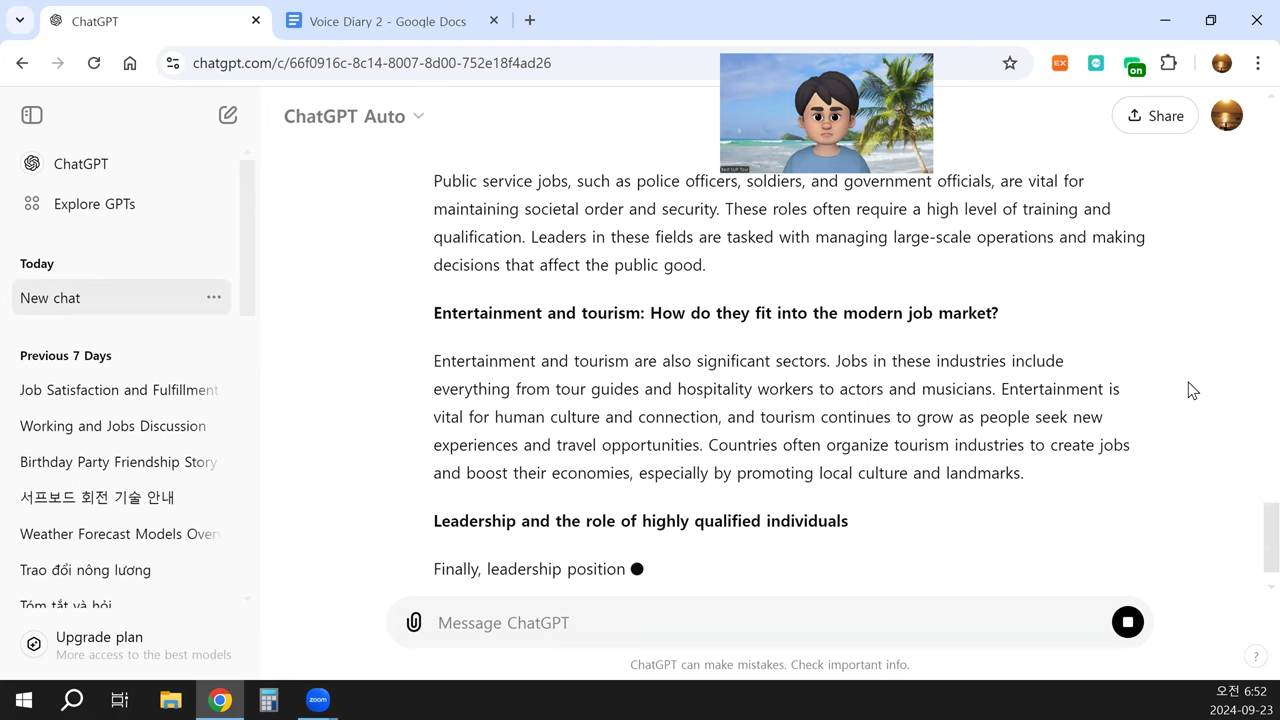 ChatGPT
Voice Diary 2 - Google Docs
chatgpt.com/c/66f0916c-8c14-8007-8d00-752e18f4ad26
EX
on
ChatGPT Auto
Share
ChatGPT
Explore GPTs
Today
New chat
Previous 7 Days
Job Satisfaction and Fulfillment
Working and Jobs Discussion
Birthday Party Friendship Story
서프보드 회전 기술 안내
Weather Forecast Models Over
Trao đổi nông lương
Tóm tắt và hỏi
Upgrade plan
More access to the best models
Public service jobs, such as police officers, soldiers, and government officials, are vital for
maintaining societal order and security. These roles often require a high level of training and
qualification. Leaders in these fields are tasked with managing large-scale operations and making
decisions that affect the public good.
Entertainment and tourism: How do they fit into the modern job market?
Entertainment and tourism are also significant sectors. Jobs in these industries include
everything from tour guides and hospitality workers to actors and musicians. Entertainment is
vital for human culture and connection, and tourism continues to grow as people seek new
experiences and travel opportunities. Countries often organize tourism industries to create jobs
and boost their economies, especially by promoting local culture and landmarks.
Leadership and the role of highly qualified individuals
Finally, leadership position
Message ChatGPT
ChatGPT can make mistakes. Check important info.
?
zoom
오전 6:52
2024-09-23